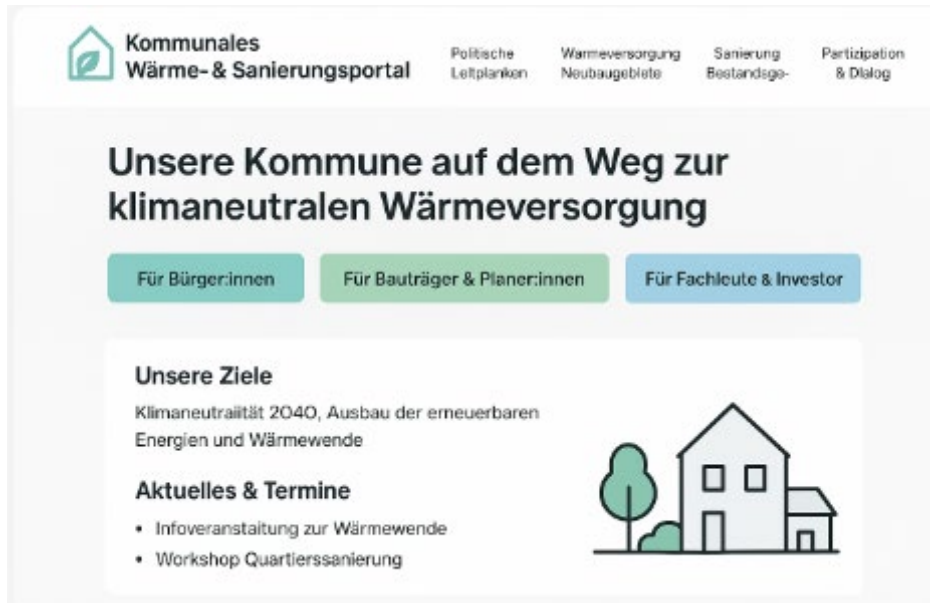 Kommunales
Wärme- & Sanierungsportal
Politische
Leitplanken
Warmeversorgung
Neubaugebiete
Sanierung
Bestandsge-
Partizipation
& Dialog
Unsere Kommune auf dem Weg zur
klimaneutralen Wärmeversorgung
Für Bürger:innen
Für Bauträger & Planer:innen
Für Fachleute & Investor
Unsere Ziele
Klimaneutraiität 2040, Ausbau der erneuerbaren
Energien und Wärmewende
Aktuelles & Termine
• Infoveranstaitung zur Wärmewende
• Workshop Quartierssanierung